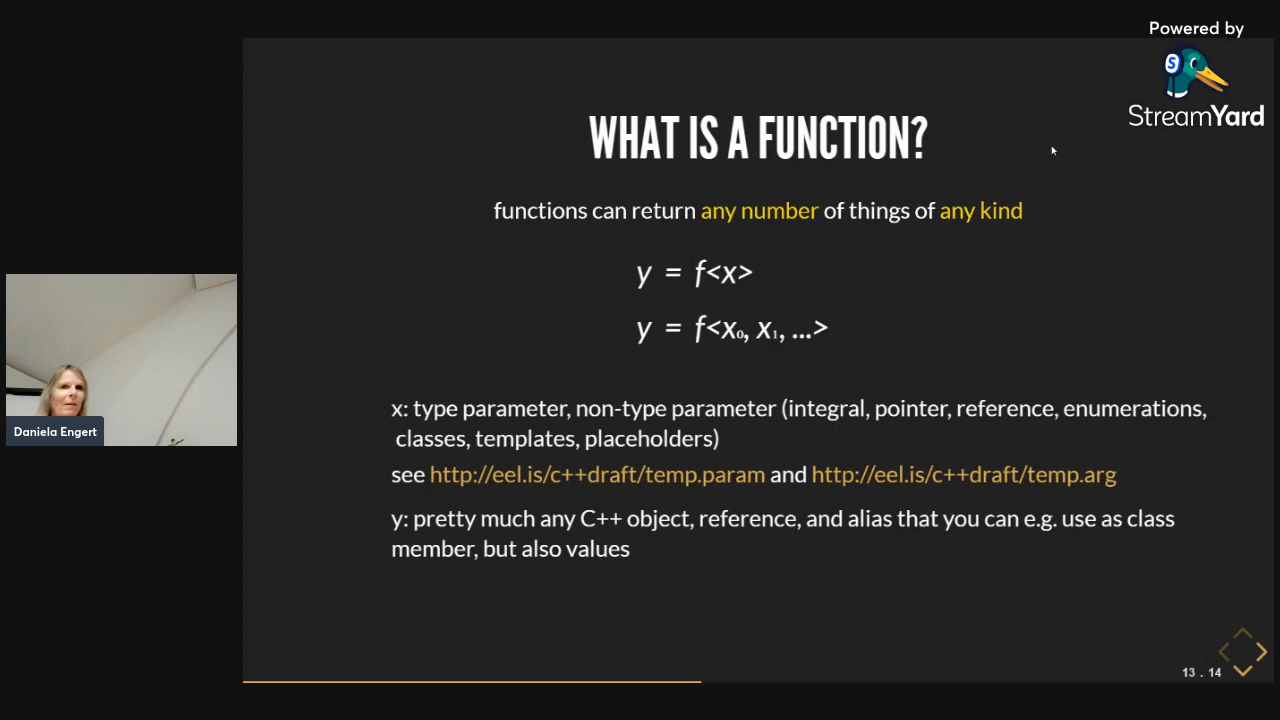 Powered by
S
StreamYard
WHAT IS A FUNCTION?
functions can return any number of things of any kind
y = f<x>
y = f<x₀, x₁, ...>
x: type parameter, non-type parameter (integral, pointer, reference, enumerations,
classes, templates, placeholders)
see http://eel.is/c++draft/temp.param and http://eel.is/c++draft/temp.arg
y: pretty much any C++ object, reference, and alias that you can e.g. use as class
member, but also values
Daniela Engert
13 . 14